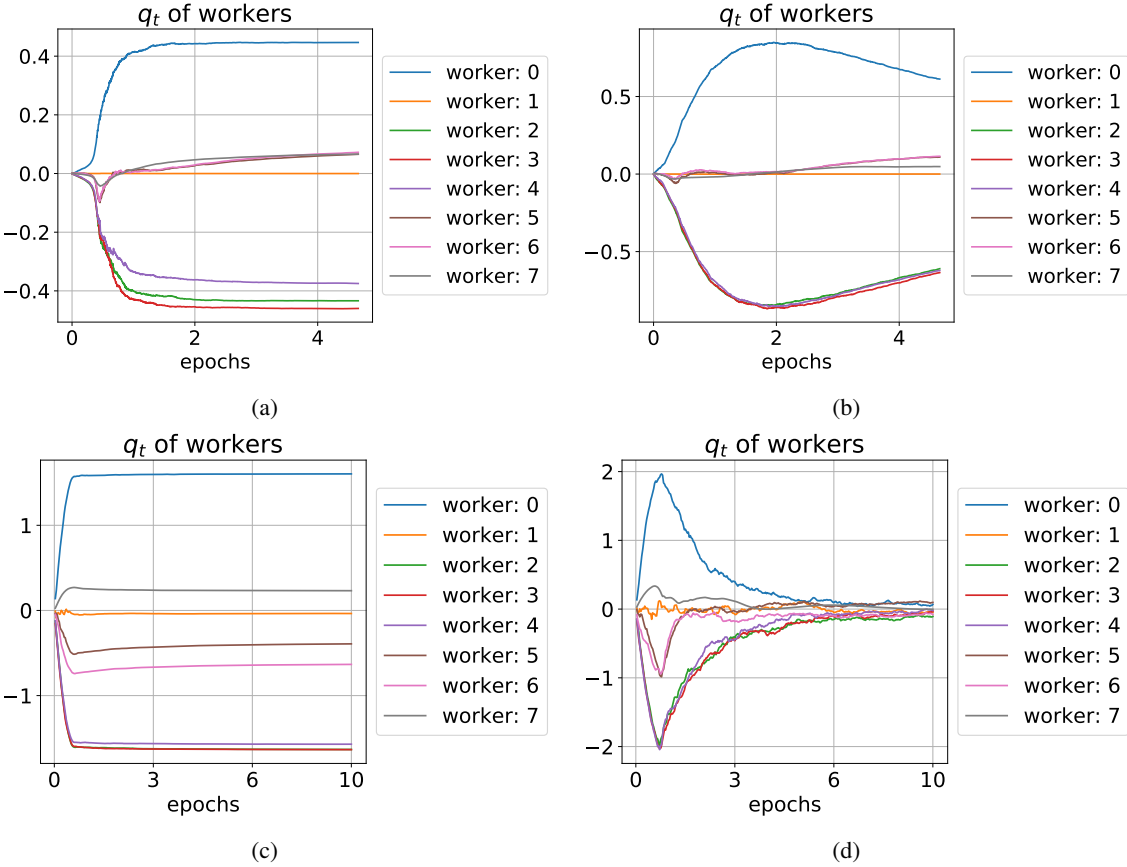 q_t of workers
0.4
0.2
0.0
−0.2
−0.4
0 2 4
epochs
worker: 0
worker: 1
worker: 2
worker: 3
worker: 4
worker: 5
worker: 6
worker: 7
(a)
q_t of workers
0.5
0.0
−0.5
0 2 4
epochs
worker: 0
worker: 1
worker: 2
worker: 3
worker: 4
worker: 5
worker: 6
worker: 7
(b)
q_t of workers
1
0
−1
0 3 6 10
epochs
worker: 0
worker: 1
worker: 2
worker: 3
worker: 4
worker: 5
worker: 6
worker: 7
(c)
q_t of workers
2
1
0
−1
−2
0 3 6 10
epochs
worker: 0
worker: 1
worker: 2
worker: 3
worker: 4
worker: 5
worker: 6
worker: 7
(d)